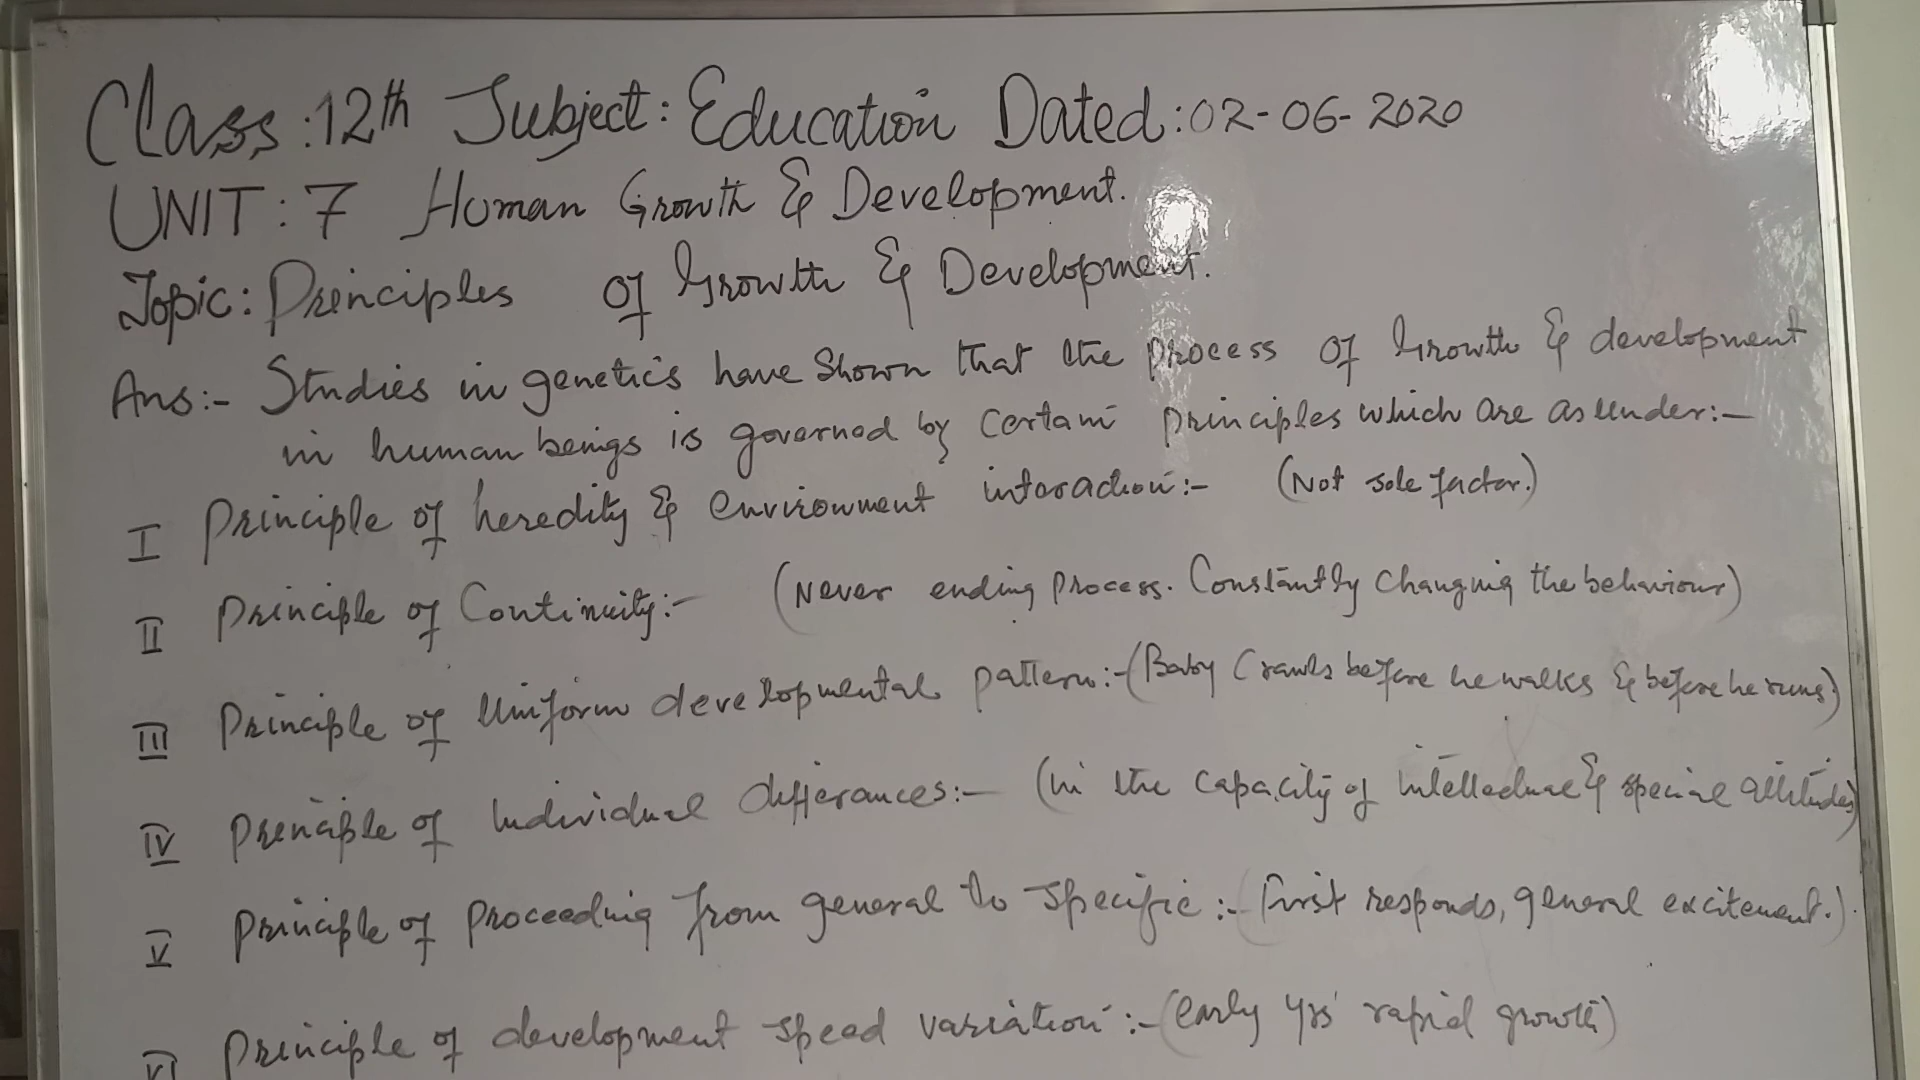 Class: 12th Subject: Education Dated: 02-06-2020
UNIT: 7 Human Growth & Development.
Topic: Principles of Growth & Development.
Ans:- Studies in genetics have shown that the process of Growth & development
in human beings is governed by certain principles which are as under:-
I Principle of heredity & environment interaction:- (Not sole factor.)
II Principle of Continuity:- (Never ending process. Constantly changing the behaviour)
III Principle of Uniform developmental pattern:- (Baby Crawls before he walks & before he runs)
IV Principle of Individual differances:- (In the capacity of intellectual & special attitudes)
V Principle of proceeding from general to specific:- (First responds, general excitement.).
VI Principle of development speed variation:- (early yrs' rapid growth)